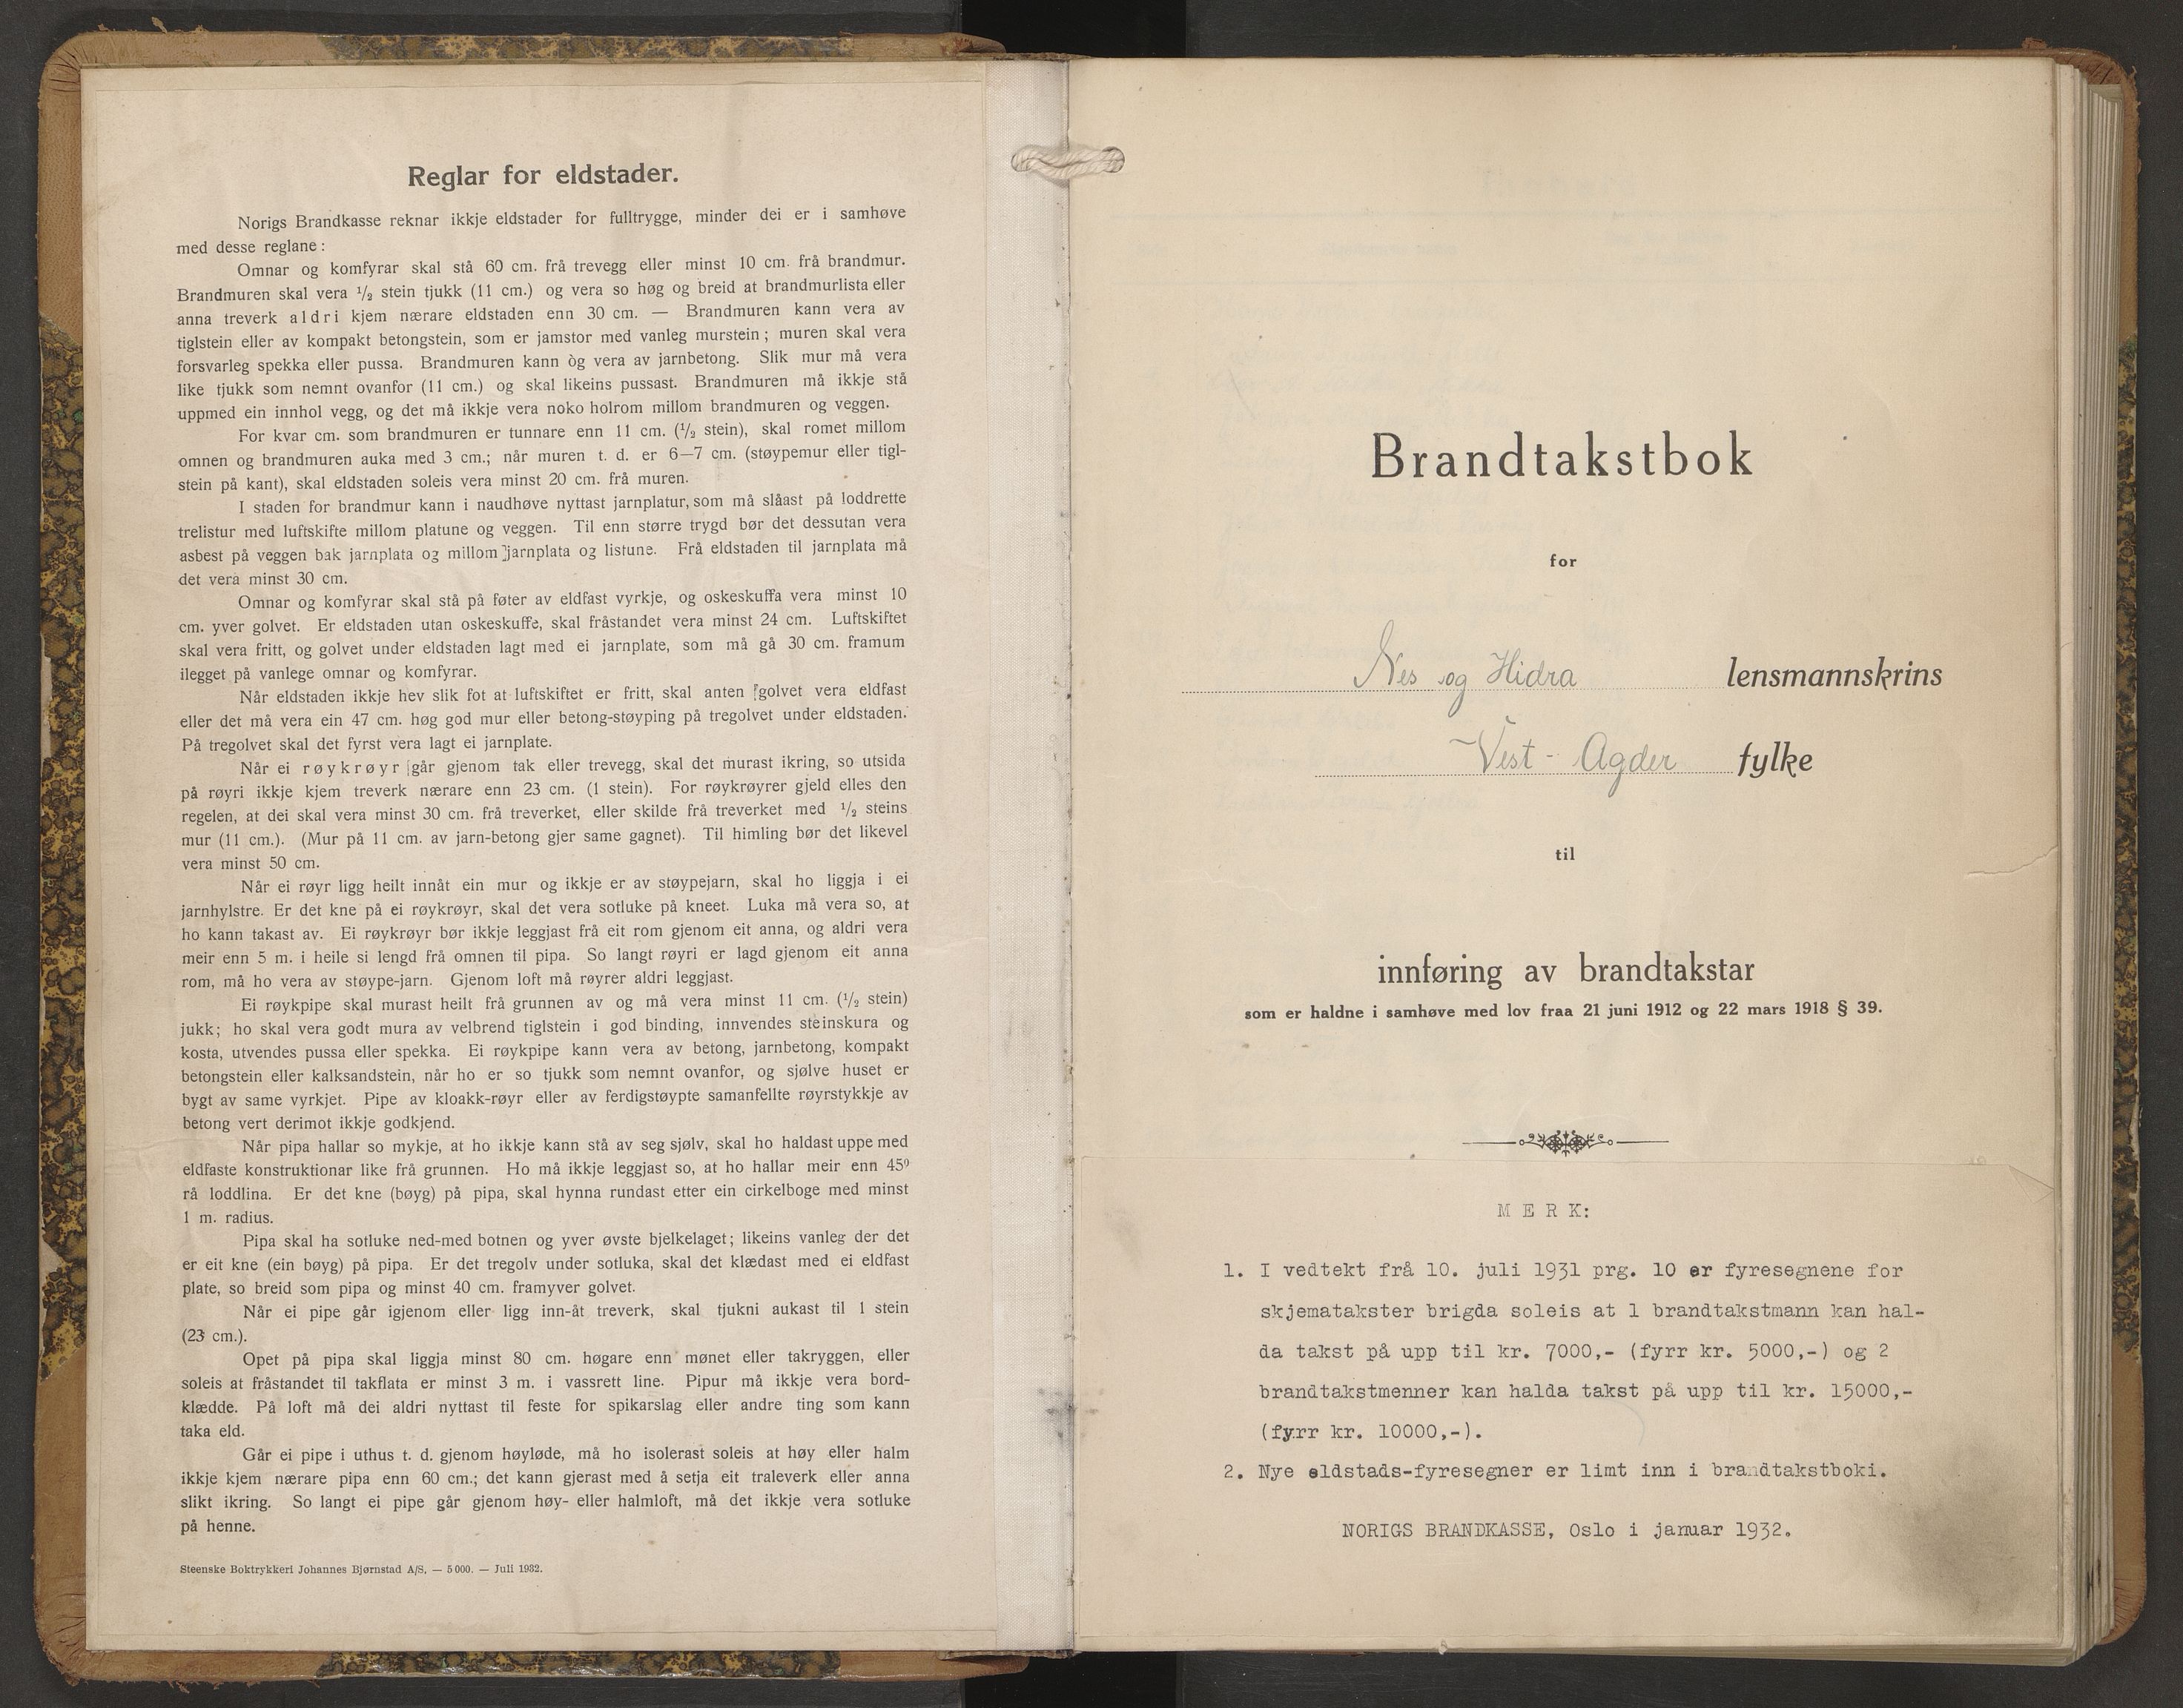 Reglar for eldstader.
Norigs Brandkasse reknar ikkje eldstader for fulltrygge, minder dei er i samhøve
med desse reglane:
Omnar og komfyrar skal stå 60 cm. frå trevegg eller minst 10 cm. frå brandmur.
Brandmuren skal vera 1/2 stein tjukk (11 cm.) og vera so høg og breid at brandmurlista eller
anna treverk aldri kjem nærare eldstaden enn 30 cm. — Brandmuren kann vera av
tiglstein eller av kompakt betongstein, som er jamstor med vanleg murstein; muren skal vera
forsvarleg spekka eller pussa. Brandmuren kann òg vera av jarnbetong. Slik mur må vera
like tjukk som nemnt ovanfor (11 cm.) og skal likeins pussast. Brandmuren må ikkje stå
uppmed ein innhol vegg, og det må ikkje vera noko holrom millom brandmuren og veggen.
For kvar cm. som brandmuren er tunnare enn 11 cm. (1/2 stein), skal romet millom
omnen og brandmuren auka med 3 cm.; når muren t. d. er 6—7 cm. (støypemur eller tigl-
stein på kant), skal eldstaden soleis vera minst 20 cm. frå muren.
I staden for brandmur kann i naudhøve nyttast jarnplatur, som må slåast på loddrette
trelistur med luftskifte millom platune og veggen. Til enn større trygd bør det dessutan vera
asbest på veggen bak jarnplata og millom jarnplata og listune. Frå eldstaden til jarnplata må
det vera minst 30 cm.
Omnar og komfyrar skal stå på føter av eldfast vyrkje, og oskeskuffa vera minst 10
cm. yver golvet. Er eldstaden utan oskeskuffe, skal fråstandet vera minst 24 cm. Luftskiftet
skal vera fritt, og golvet under eldstaden lagt med ei jarnplate, som må gå 30 cm. framum
ilegget på vanlege omnar og komfyrar.
Når eldstaden ikkje hev slik fot at luftskiftet er fritt, skal anten golvet vera eldfast
eller det må vera ein 47 cm. høg god mur eller betong-støyping på tregolvet under eldstaden.
På tregolvet skal det fyrst vera lagt ei jarnplate.
Når ei røykrøyr går gjenom tak eller trevegg, skal det murast ikring, so utsida
på røyri ikkje kjem treverk nærare enn 23 cm. (1 stein). For røykrøyrer gjeld elles den
regelen, at dei skal vera minst 30 cm. frå treverket, eller skilde frå treverket med 1/2 steins
mur (11 cm.). (Mur på 11 cm. av jarn-betong gjer same gagnet). Til himling bør det likevel
vera minst 50 cm.
Når ei røyr ligg heilt innåt ein mur og ikkje er av støypejarn, skal ho liggja i ei
jarnhylstre. Er det kne på ei røykrøyr, skal det vera sotluke på kneet. Luka må vera so, at
ho kann takast av. Ei røykrøyr bør ikkje leggjast frå eit rom gjenom eit anna, og aldri vera
meir enn 5 m. i heile si lengd frå omnen til pipa. So langt røyri er lagd gjenom eit anna
rom, må ho vera av støype-jarn. Gjenom loft må røyrer aldri leggjast.
Ei røykpipe skal murast heilt frå grunnen av og må vera minst 11 cm. (1/2 stein)
jukk; ho skal vera godt mura av velbrend tiglstein i god binding, innvendes steinskura og
kosta, utvendes pussa eller spekka. Ei røykpipe kann vera av betong, jarnbetong, kompakt
betongstein eller kalksandstein, når ho er so tjukk som nemnt ovanfor, og sjølve huset er
bygt av same vyrkjet. Pipe av kloakk-røyr eller av ferdigstøypte samanfellte røyrstykkje av
betong vert derimot ikkje godkjend.
Når pipa hallar so mykje, at ho ikkje kann stå av seg sjølv, skal ho haldast uppe med
eldfaste konstruktionar like frå grunnen. Ho må ikkje leggjast so, at ho hallar meir enn 45°
rå loddlina. Er det kne (bøyg) på pipa, skal hynna rundast etter ein cirkelboge med minst
1 m. radius.
Pipa skal ha sotluke ned-med botnen og yver øvste bjelkelaget; likeins vanleg der det
er eit kne (ein bøyg) på pipa. Er det tregolv under sotluka, skal det klædast med ei eldfast
plate, so breid som pipa og minst 40 cm. framyver golvet.
Når ei pipe går igjenom eller ligg inn-åt treverk, skal tjukni aukast til 1 stein
(23 cm.).
Opet på pipa skal liggja minst 80 cm. høgare enn mønet eller takryggen, eller
soleis at fråstandet til takflata er minst 3 m. i vassrett line. Pipur må ikkje vera bord-
klædde. På loft må dei aldri nyttast til feste for spikarslag eller andre ting som kann
taka eld.
Går ei pipe i uthus t. d. gjenom høyløde, må ho isolerast soleis at høy eller halm
ikkje kjem nærare pipa enn 60 cm.; det kann gjerast med å setja eit traleverk eller anna
slikt ikring. So langt ei pipe går gjenom høy- eller halmloft, må det ikkje vera sotluke
på henne.
Steenske Boktrykkeri Johannes Bjørnstad A/S. — 5 000. — Juli 1932.
Brandtakstbok
for
Nes og Hidra lensmannskrins
Vest-Agder fylke
til
innføring av brandtakstar
som er haldne i samhøve med lov fraa 21 juni 1912 og 22 mars 1918 § 39.
MERK:
1. I vedtekt frå 10. juli 1931 prg. 10 er fyresegnene for
skjematakster brigda soleis at 1 brandtakstmann kan hal-
da takst på upp til kr. 7000,- (fyrr kr. 5000,-) og 2
brandtakstmenner kan halda takst på upp til kr. 15000,-
(fyrr kr. 10000,-).
2. Nye eldstads-fyresegner er limt inn i brandtakstboki.
NORIGS BRANDKASSE, Oslo i januar 1932.